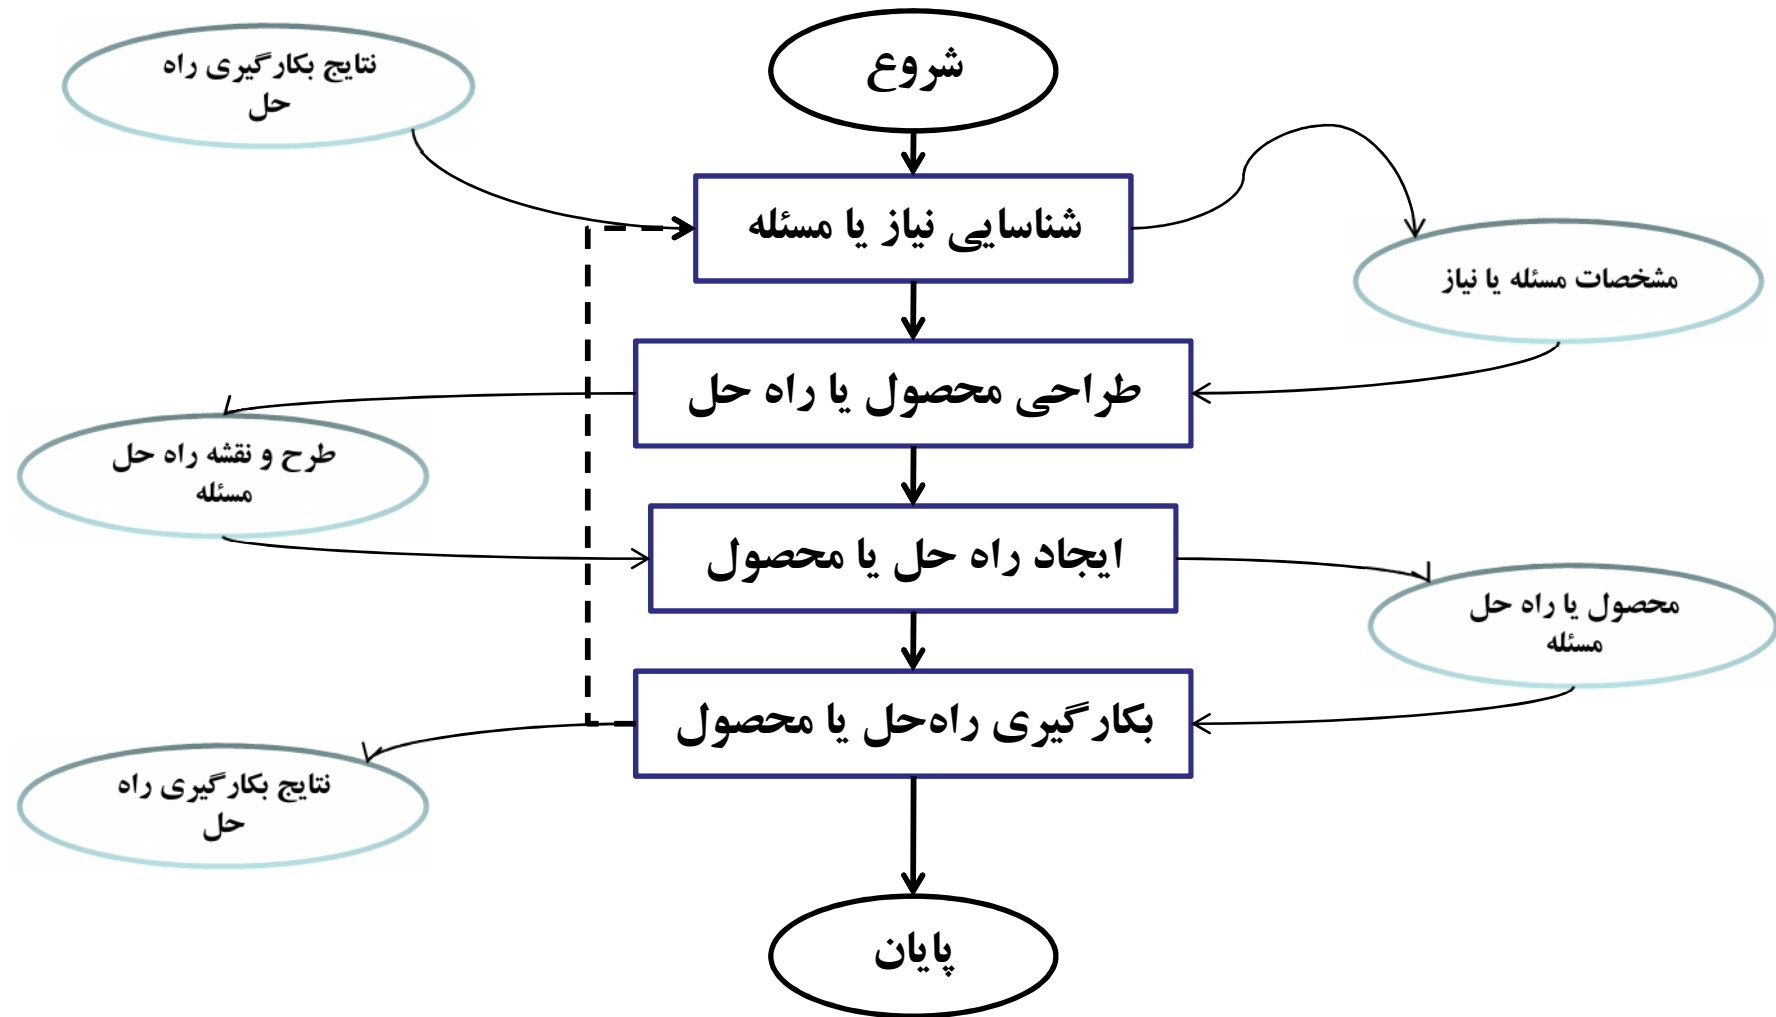 شروع
نتایج بکارگیری راه
حل
شناسایی نیاز یا مسئله
مشخصات مسئله یا نیاز
طراحی محصول یا راه حل
طرح و نقشه راه حل
مسئله
ایجاد راه حل یا محصول
محصول یا راه حل
مسئله
بکارگیری راه‌حل یا محصول
نتایج بکارگیری راه
حل
پایان